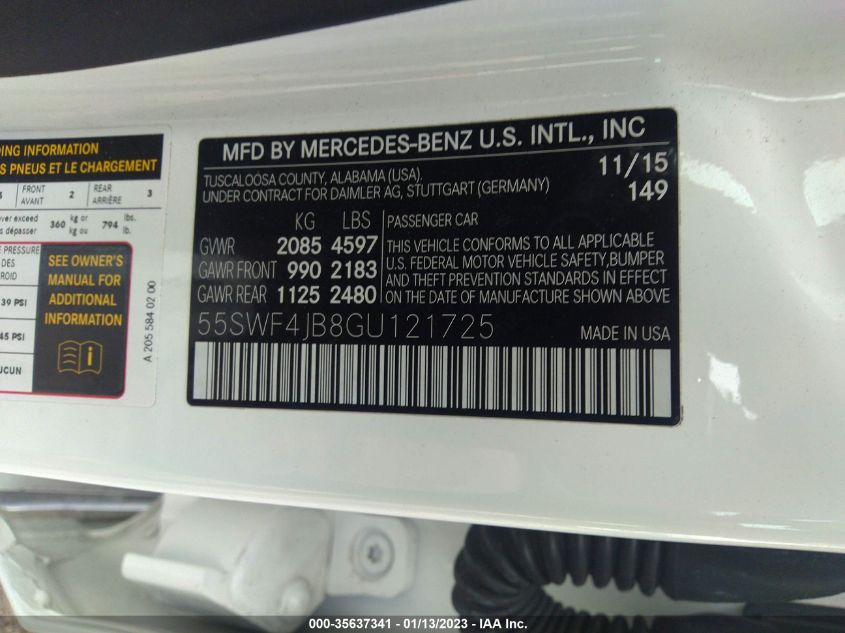 DING INFORMATION
S PNEUS ET LE CHARGEMENT
FRONT
AVANT
2
REAR
ARRIÈRE
3
ver exceed
s dépasser
360
kg or
kg ou
794
lbs.
lb.
PRESSURE
DES
ROID
39 PSI
45 PSI
UCUN
SEE OWNER'S
MANUAL FOR
ADDITIONAL
INFORMATION
A 205 584 02 00
MFD BY MERCEDES-BENZ U.S. INTL., INC
TUSCALOOSA COUNTY, ALABAMA (USA). 11/15
UNDER CONTRACT FOR DAIMLER AG, STUTTGART (GERMANY) 149
KG LBS
GVWR 2085 4597
GAWR FRONT 990 2183
GAWR REAR 1125 2480
PASSENGER CAR
THIS VEHICLE CONFORMS TO ALL APPLICABLE
U.S. FEDERAL MOTOR VEHICLE SAFETY,BUMPER
AND THEFT PREVENTION STANDARDS IN EFFECT
ON THE DATE OF MANUFACTURE SHOWN ABOVE
55SWF4JB8GU121725
MADE IN USA
000-35637341 - 01/13/2023 - IAA Inc.